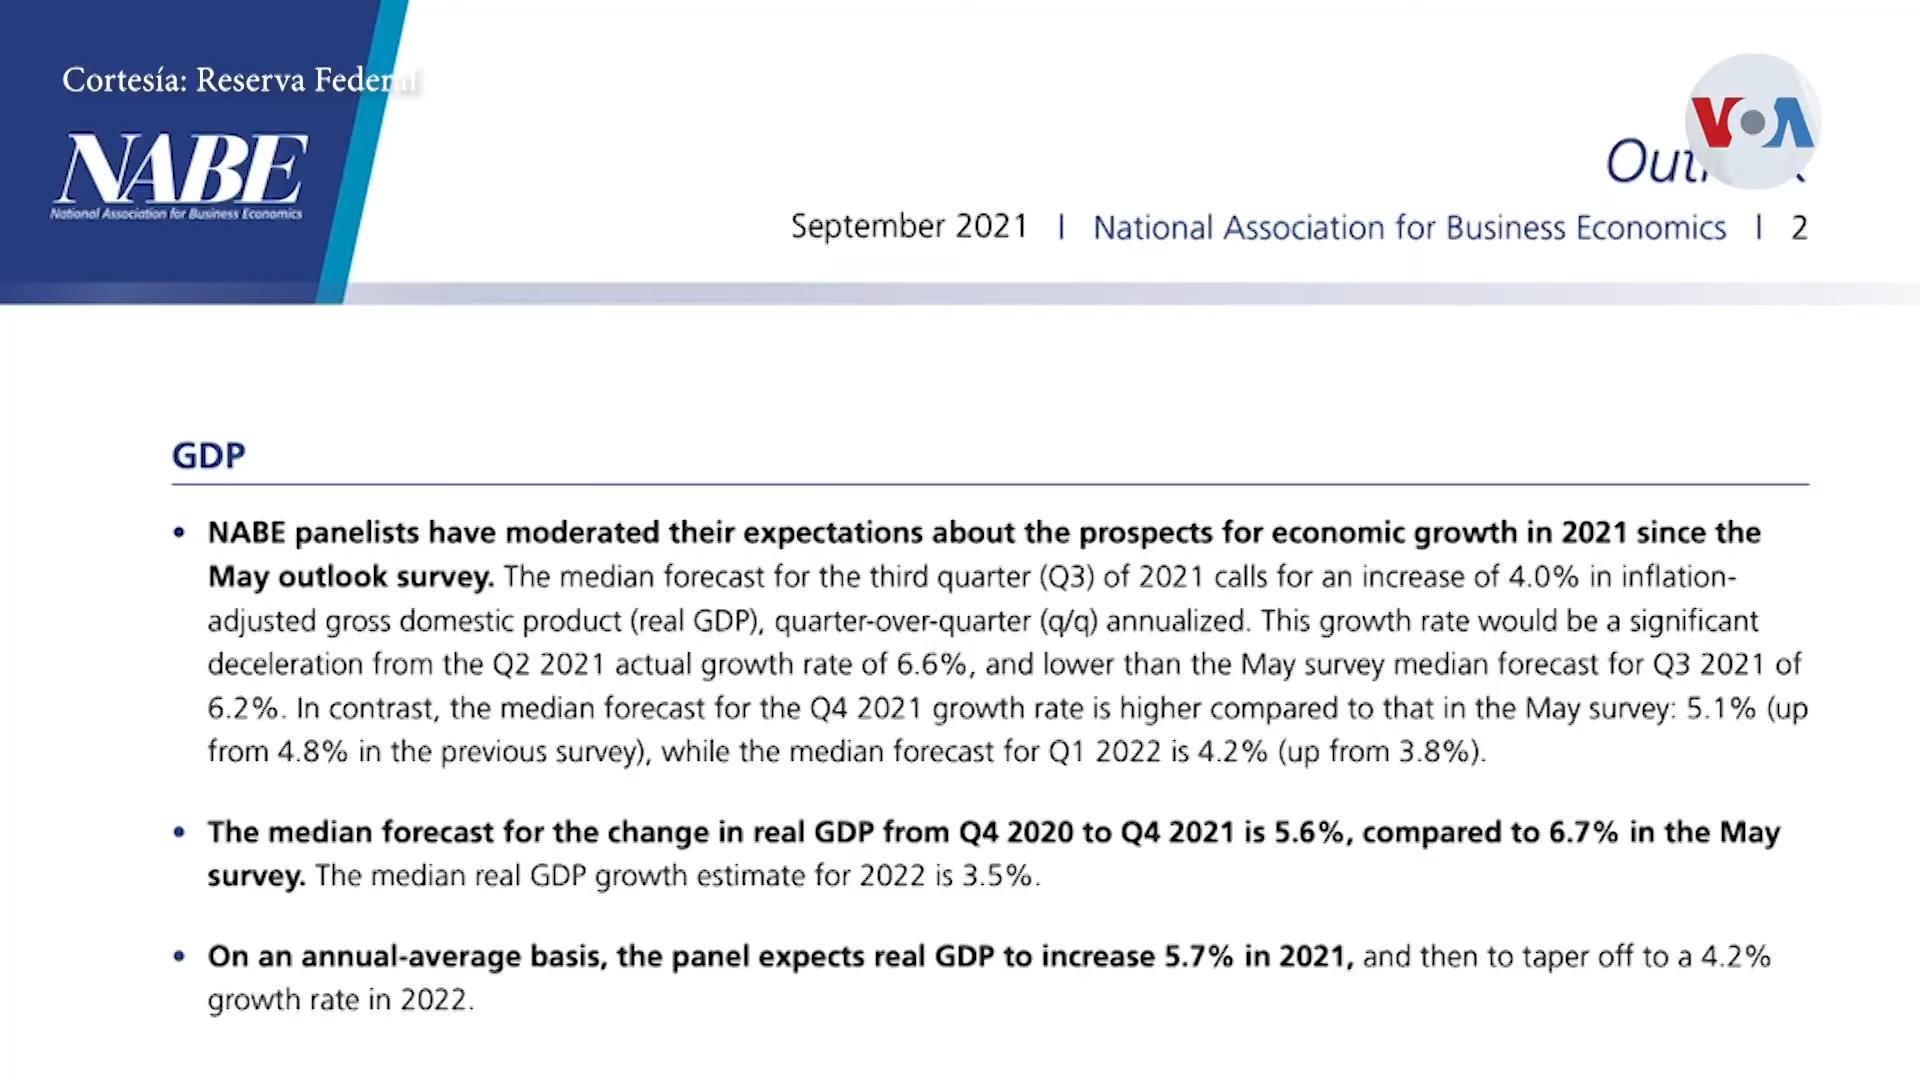 Cortesía: Reserva Federal
NABE
National Association for Business Economics
VOA
September 2021 | National Association for Business Economics | 2
GDP
• NABE panelists have moderated their expectations about the prospects for economic growth in 2021 since the
May outlook survey. The median forecast for the third quarter (Q3) of 2021 calls for an increase of 4.0% in inflation-
adjusted gross domestic product (real GDP), quarter-over-quarter (q/q) annualized. This growth rate would be a significant
deceleration from the Q2 2021 actual growth rate of 6.6%, and lower than the May survey median forecast for Q3 2021 of
6.2%. In contrast, the median forecast for the Q4 2021 growth rate is higher compared to that in the May survey: 5.1% (up
from 4.8% in the previous survey), while the median forecast for Q1 2022 is 4.2% (up from 3.8%).
• The median forecast for the change in real GDP from Q4 2020 to Q4 2021 is 5.6%, compared to 6.7% in the May
survey. The median real GDP growth estimate for 2022 is 3.5%.
• On an annual-average basis, the panel expects real GDP to increase 5.7% in 2021, and then to taper off to a 4.2%
growth rate in 2022.